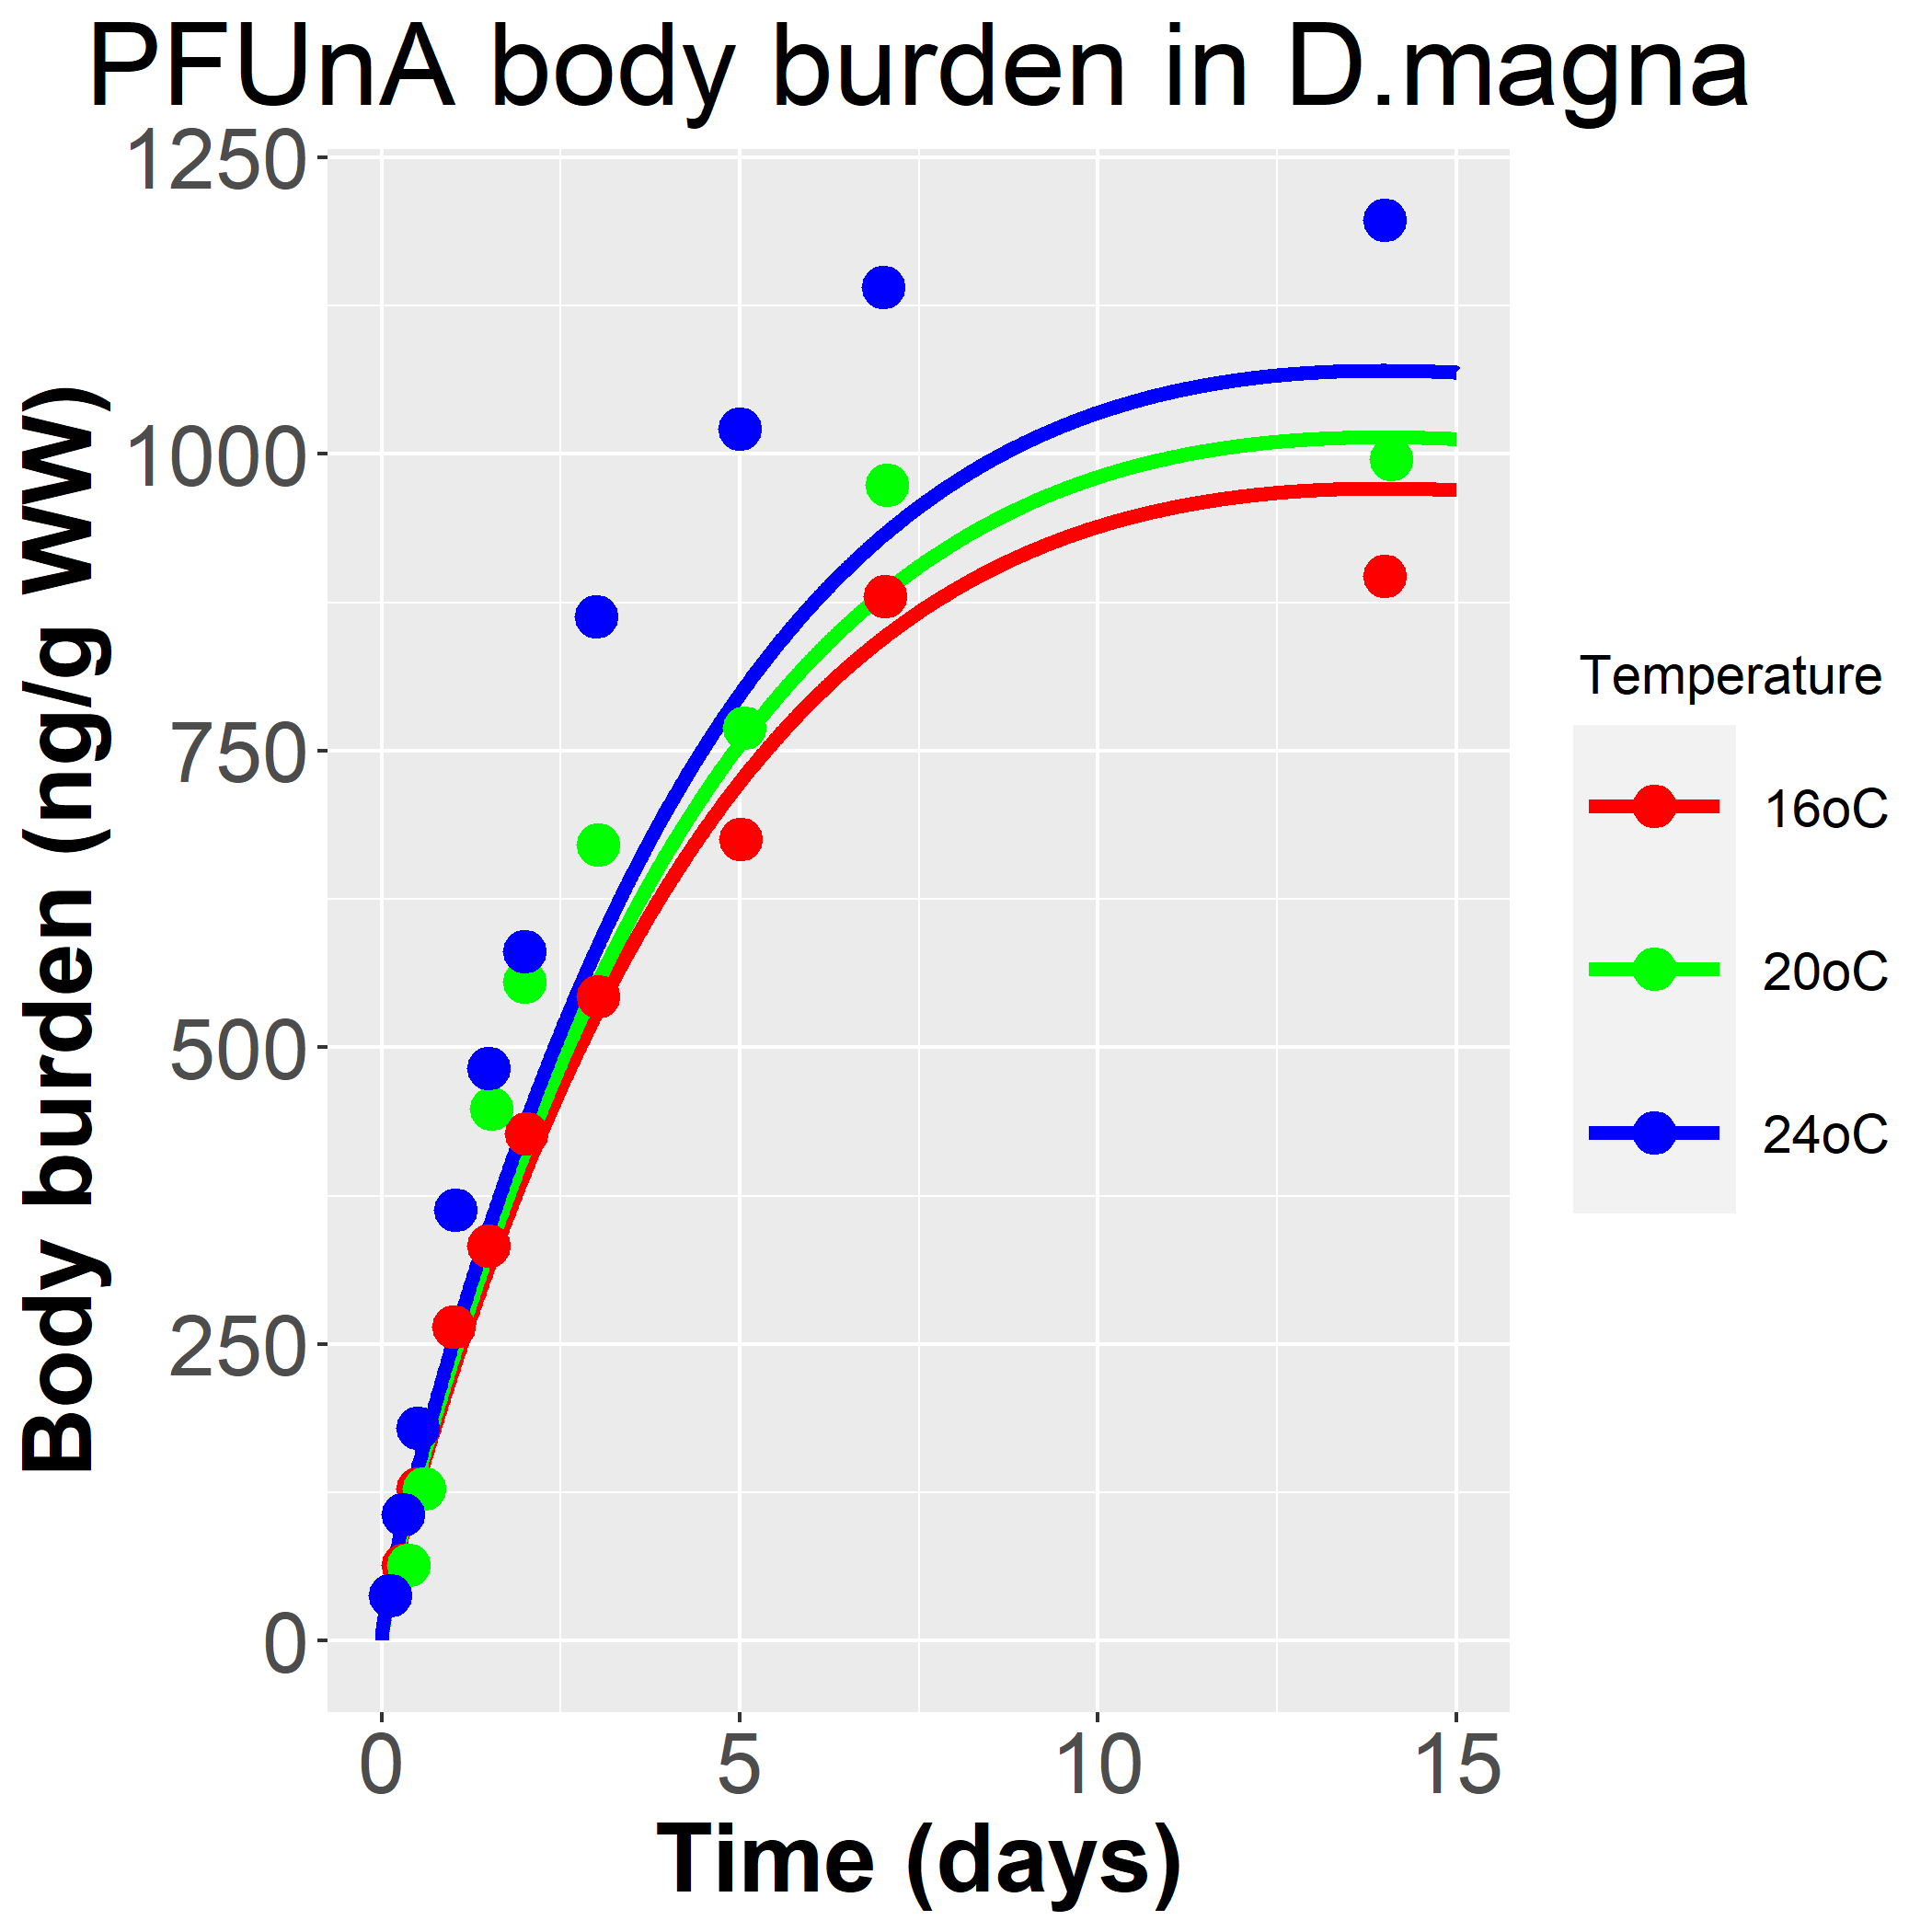 PFUnA body burden in D.magna
Body burden (ng/g WW)
1250
1000
750
500
250
0
0 5 10 15
Time (days)
Temperature
16oC
20oC
24oC